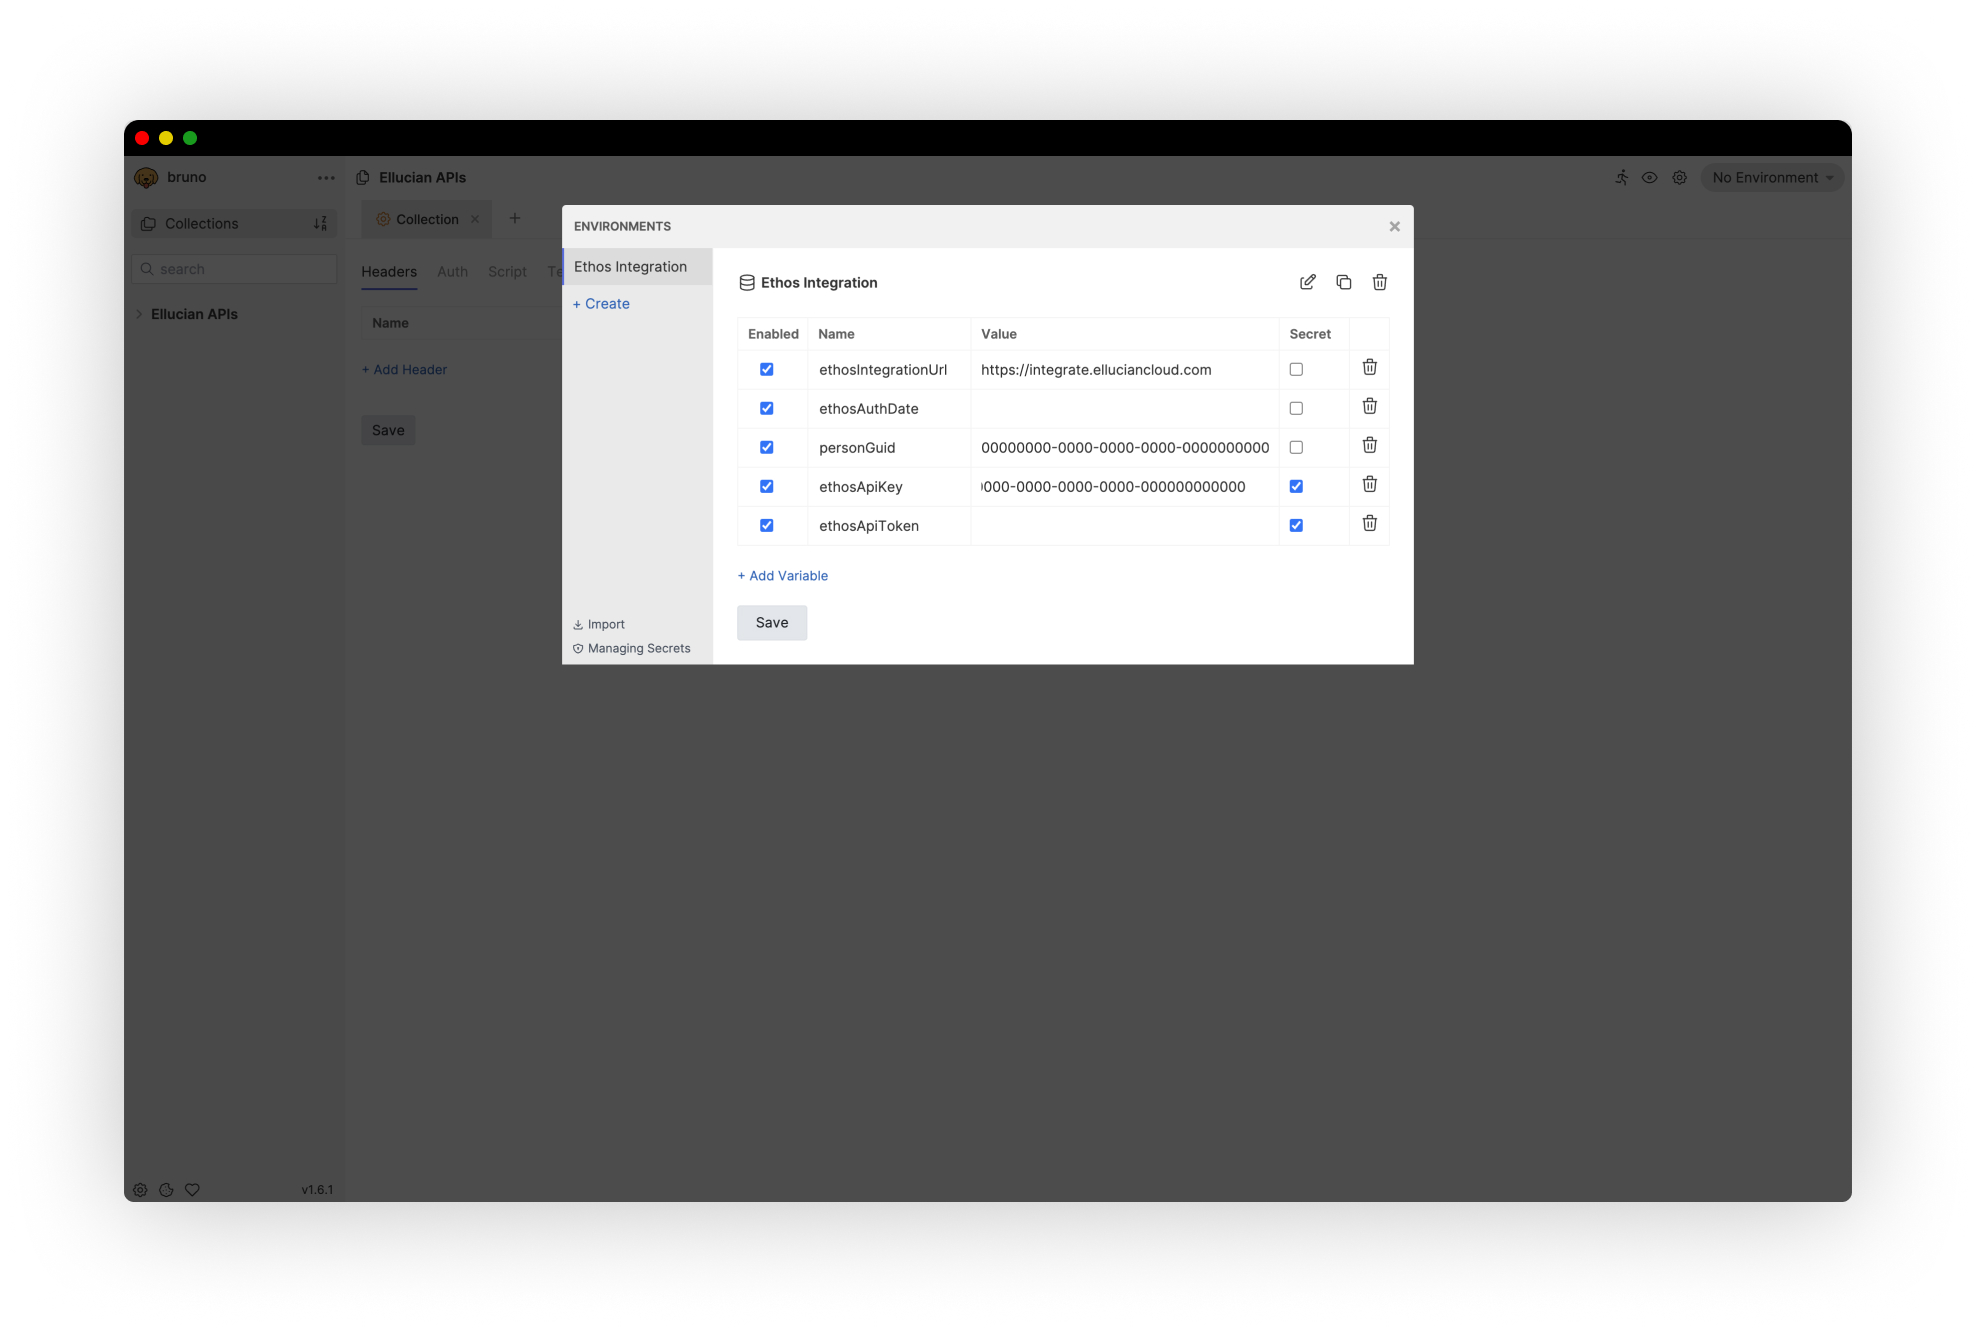 bruno
Ellucian APIs
No Environment
Collections
Collection
search
Headers Auth Script Te
Ellucian APIs
Name
+ Add Header
Save
v1.6.1
ENVIRONMENTS
Ethos Integration
+ Create
Import
Managing Secrets
Ethos Integration
Enabled Name Value Secret
ethosIntegrationUrl https://integrate.elluciancloud.com
ethosAuthDate
personGuid 00000000-0000-0000-0000-0000000000
ethosApiKey 0000-0000-0000-0000-000000000000
ethosApiToken
+ Add Variable
Save